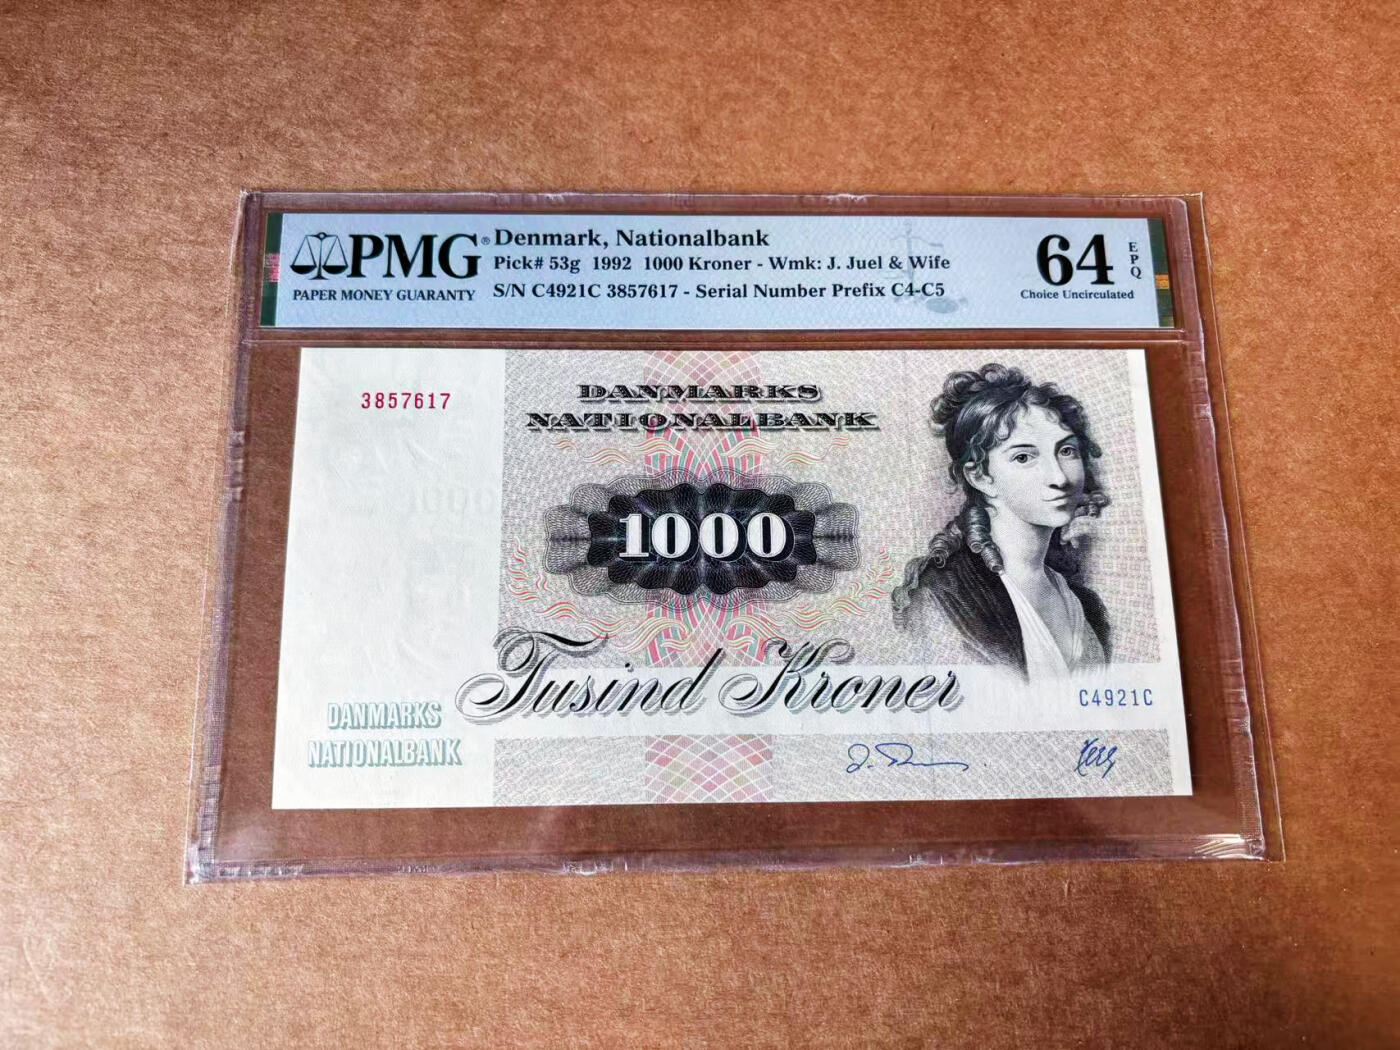 PMG®
PAPER MONEY GUARANTY
Denmark, Nationalbank
Pick# 53g 1992 1000 Kroner - Wmk: J. Juel & Wife
S/N C4921C 3857617 - Serial Number Prefix C4-C5
64
EPQ
Choice Uncirculated
3857617
DANMARKS
NATIONALBANK
1000
Tusind Kroner
C4921C
DANMARKS
NATIONALBANK